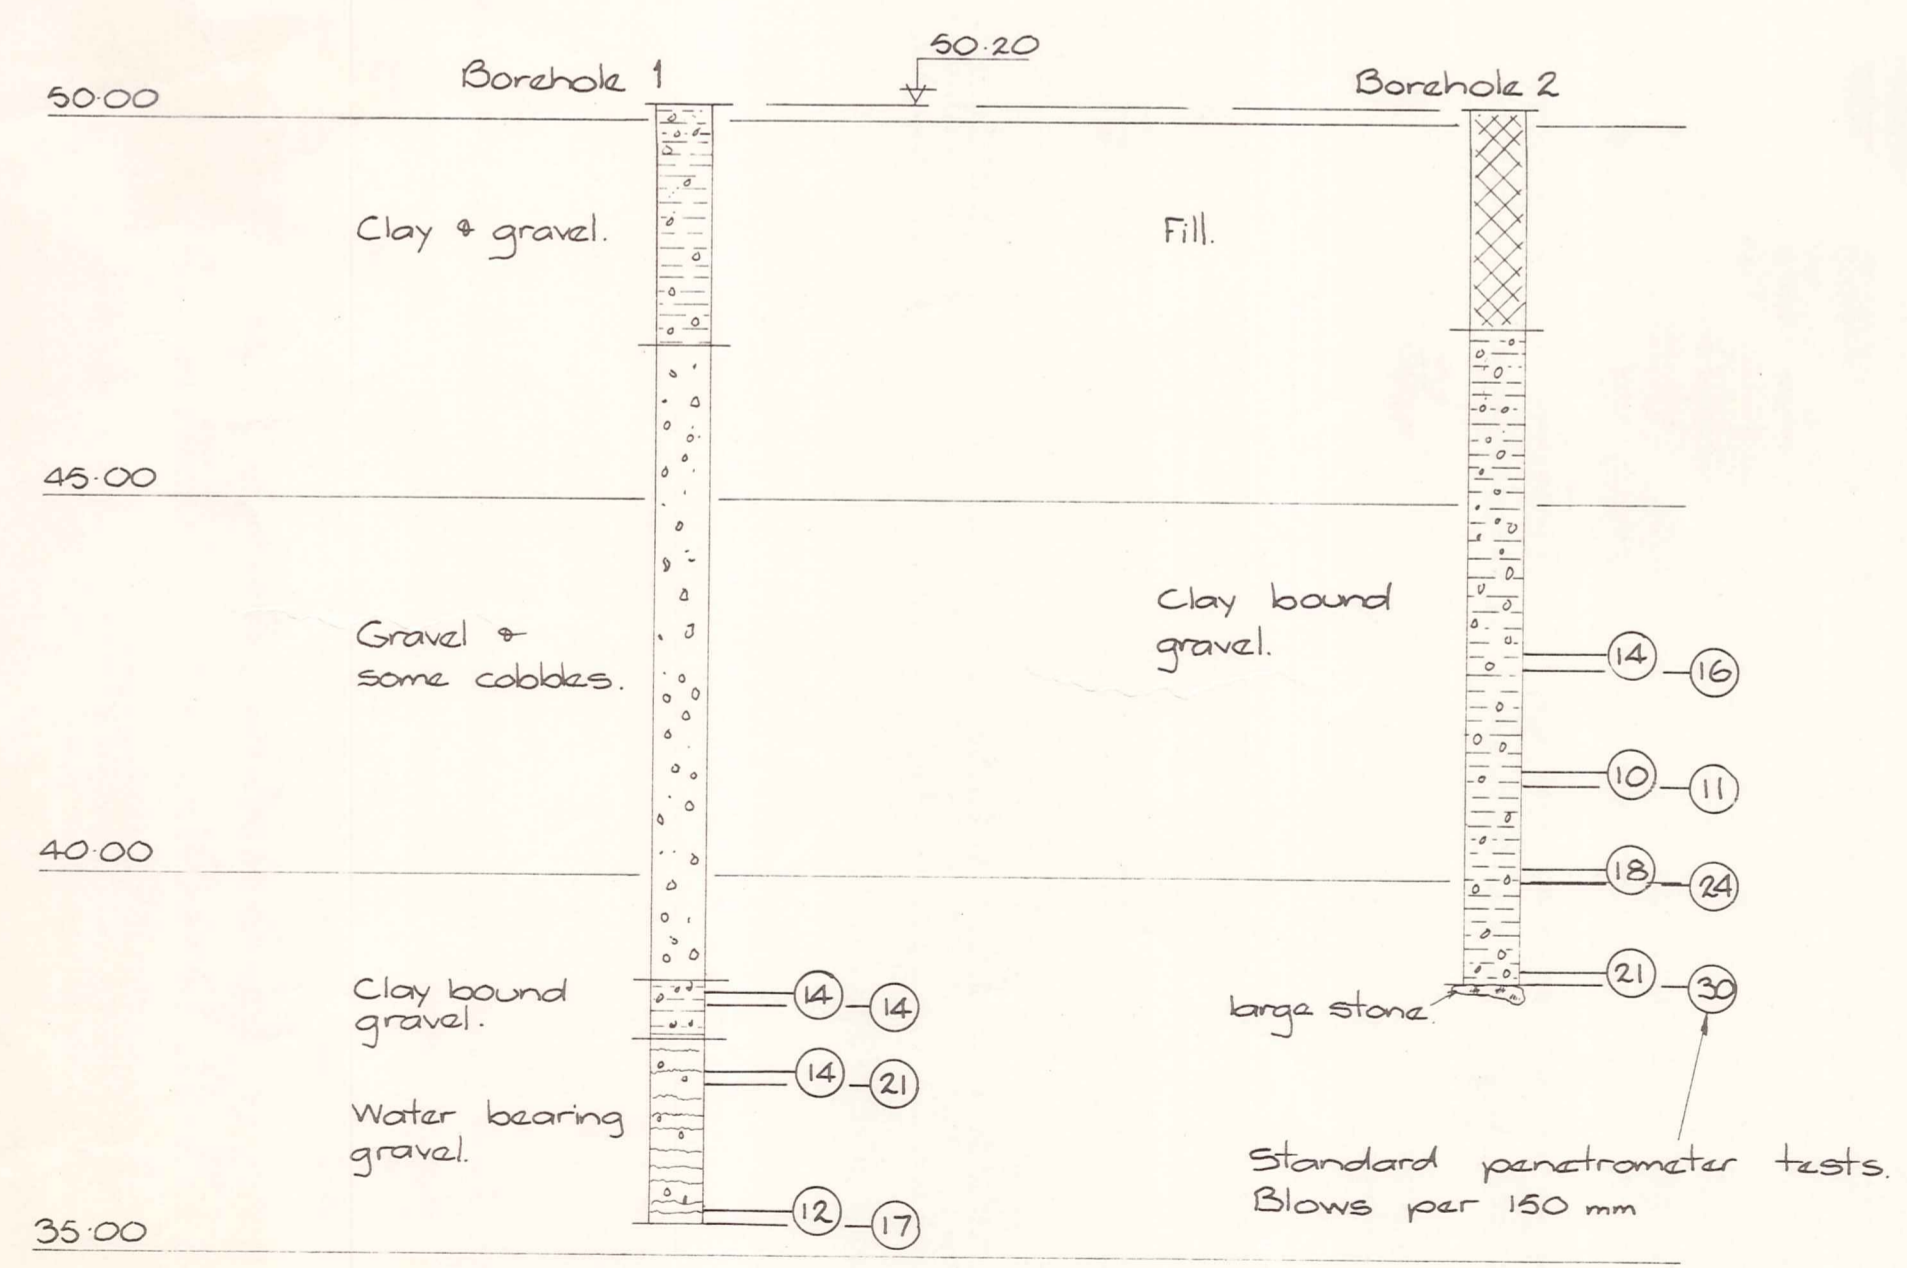 50.20
Borehole 1
Borehole 2
50.00
Clay & gravel.
Fill.
45.00
Clay bound
gravel.
Gravel &
some cobbles.
14
16
10
11
40.00
18
24
Clay bound
gravel.
14
14
21
30
large stone.
14
21
Water bearing
gravel.
Standard penetrometer tests.
Blows per 150 mm
12
17
35.00